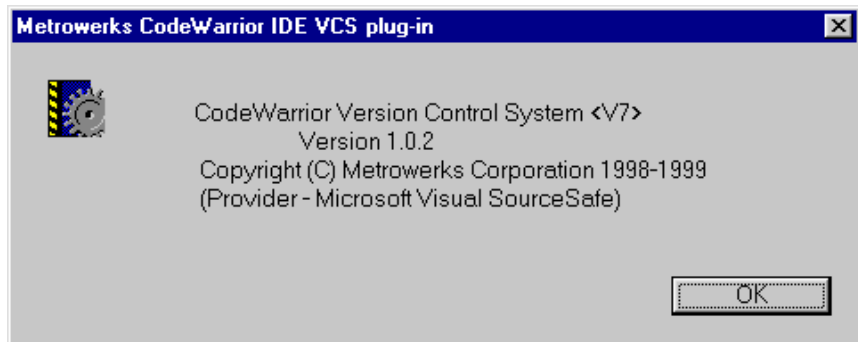 Metrowerks CodeWarrior IDE VCS plug-in
CodeWarrior Version Control System <V7>
Version 1.0.2
Copyright (C) Metrowerks Corporation 1998-1999
(Provider - Microsoft Visual SourceSafe)
OK